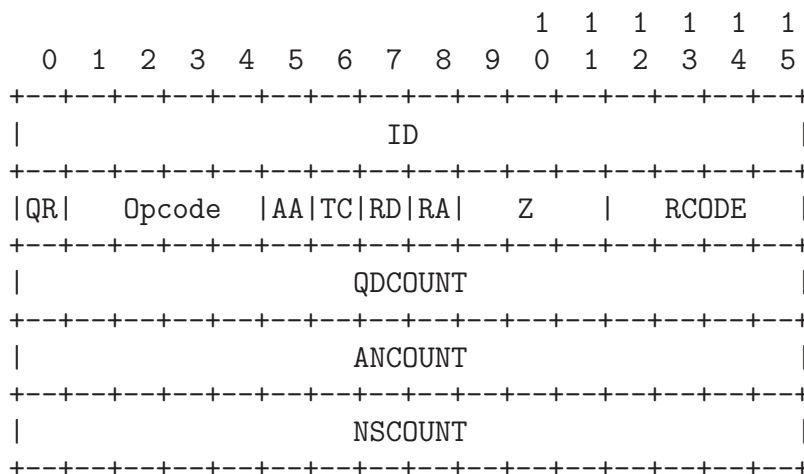 1  1  1  1  1  1
  0  1  2  3  4  5  6  7  8  9  0  1  2  3  4  5
+--+--+--+--+--+--+--+--+--+--+--+--+--+--+--+--+
|                      ID                       |
+--+--+--+--+--+--+--+--+--+--+--+--+--+--+--+--+
|QR|   Opcode  |AA|TC|RD|RA|   Z    |   RCODE   |
+--+--+--+--+--+--+--+--+--+--+--+--+--+--+--+--+
|                    QDCOUNT                    |
+--+--+--+--+--+--+--+--+--+--+--+--+--+--+--+--+
|                    ANCOUNT                    |
+--+--+--+--+--+--+--+--+--+--+--+--+--+--+--+--+
|                    NSCOUNT                    |
+--+--+--+--+--+--+--+--+--+--+--+--+--+--+--+--+